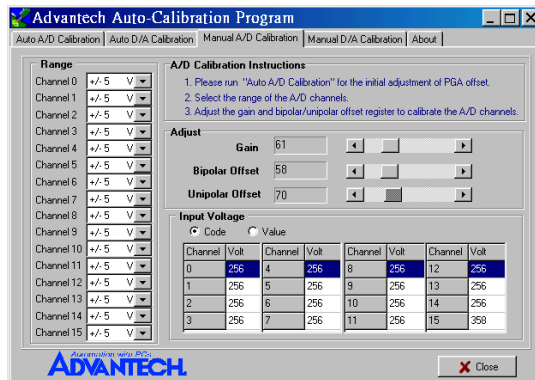 Advantech Auto-Calibration Program
Auto A/D Calibration Auto D/A Calibration Manual A/D Calibration Manual D/A Calibration About
Range
Channel 0 +/- 5 V
Channel 1 +/- 5 V
Channel 2 +/- 5 V
Channel 3 +/- 5 V
Channel 4 +/- 5 V
Channel 5 +/- 5 V
Channel 6 +/- 5 V
Channel 7 +/- 5 V
Channel 8 +/- 5 V
Channel 9 +/- 5 V
Channel 10 +/- 5 V
Channel 11 +/- 5 V
Channel 12 +/- 5 V
Channel 13 +/- 5 V
Channel 14 +/- 5 V
Channel 15 +/- 5 V
A/D Calibration Instructions
1. Please run "Auto A/D Calibration" for the initial adjustment of PGA offset.
2. Select the range of the A/D channels.
3. Adjust the gain and bipolar/unipolar offset register to calibrate the A/D channels.
Adjust
Gain 61
Bipolar Offset 58
Unipolar Offset 70
Input Voltage
Code Value
Channel Volt Channel Volt Channel Volt Channel Volt
0 256 4 256 8 256 12 256
1 256 5 256 9 256 13 256
2 256 6 256 10 256 14 256
3 256 7 256 11 256 15 358
Automation with PCs
ADVANTECH.
Close